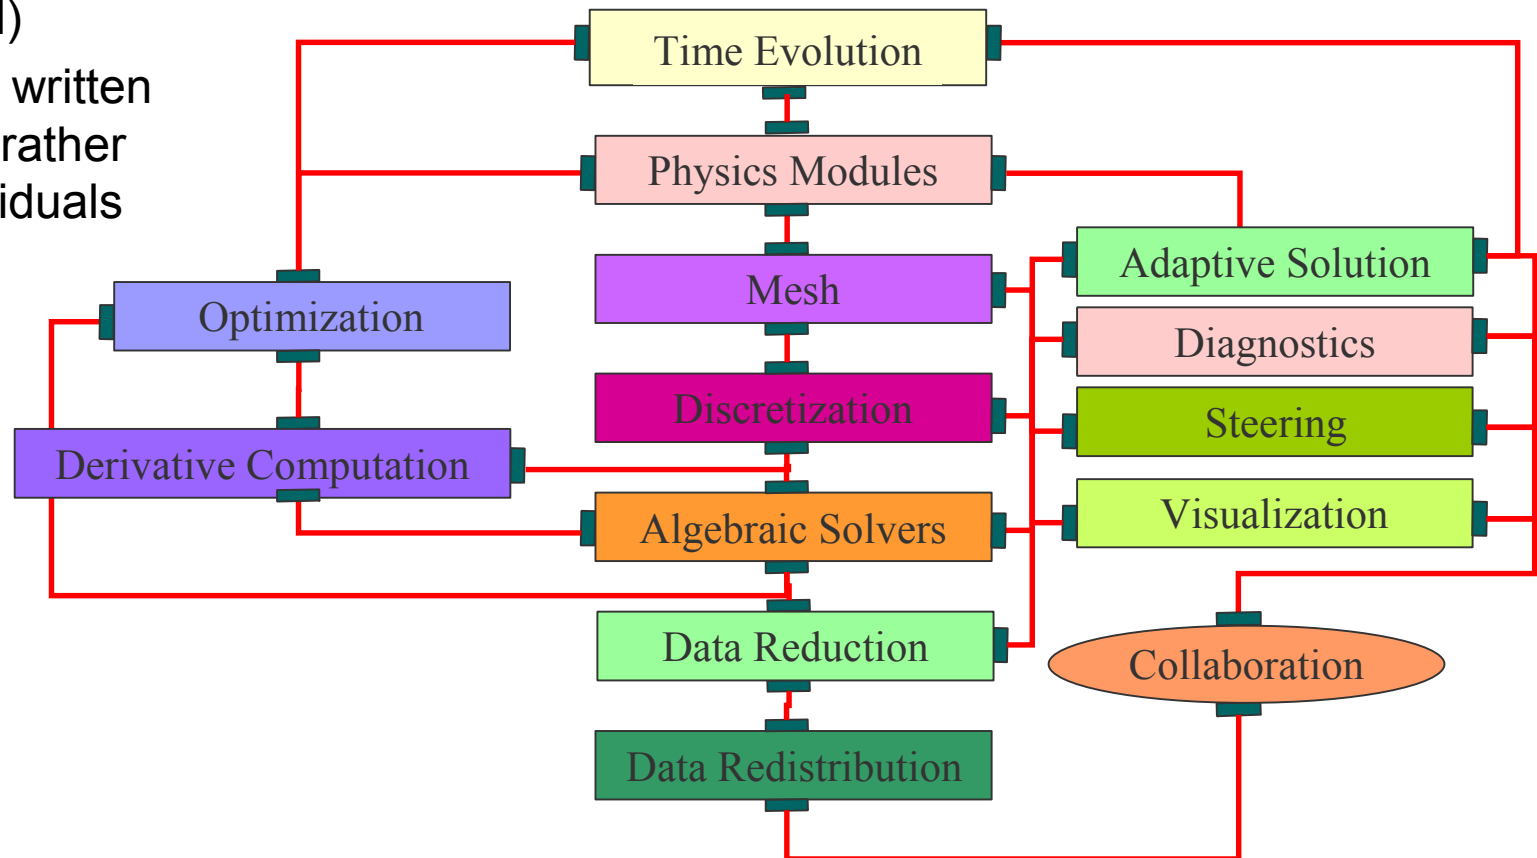 written
rather
Time Evolution
Physics Modules
Mesh
Discretization
Algebraic Solvers
Data Reduction
Data Redistribution
Optimization
Derivative Computation
Adaptive Solution
Diagnostics
Steering
Visualization
Collaboration